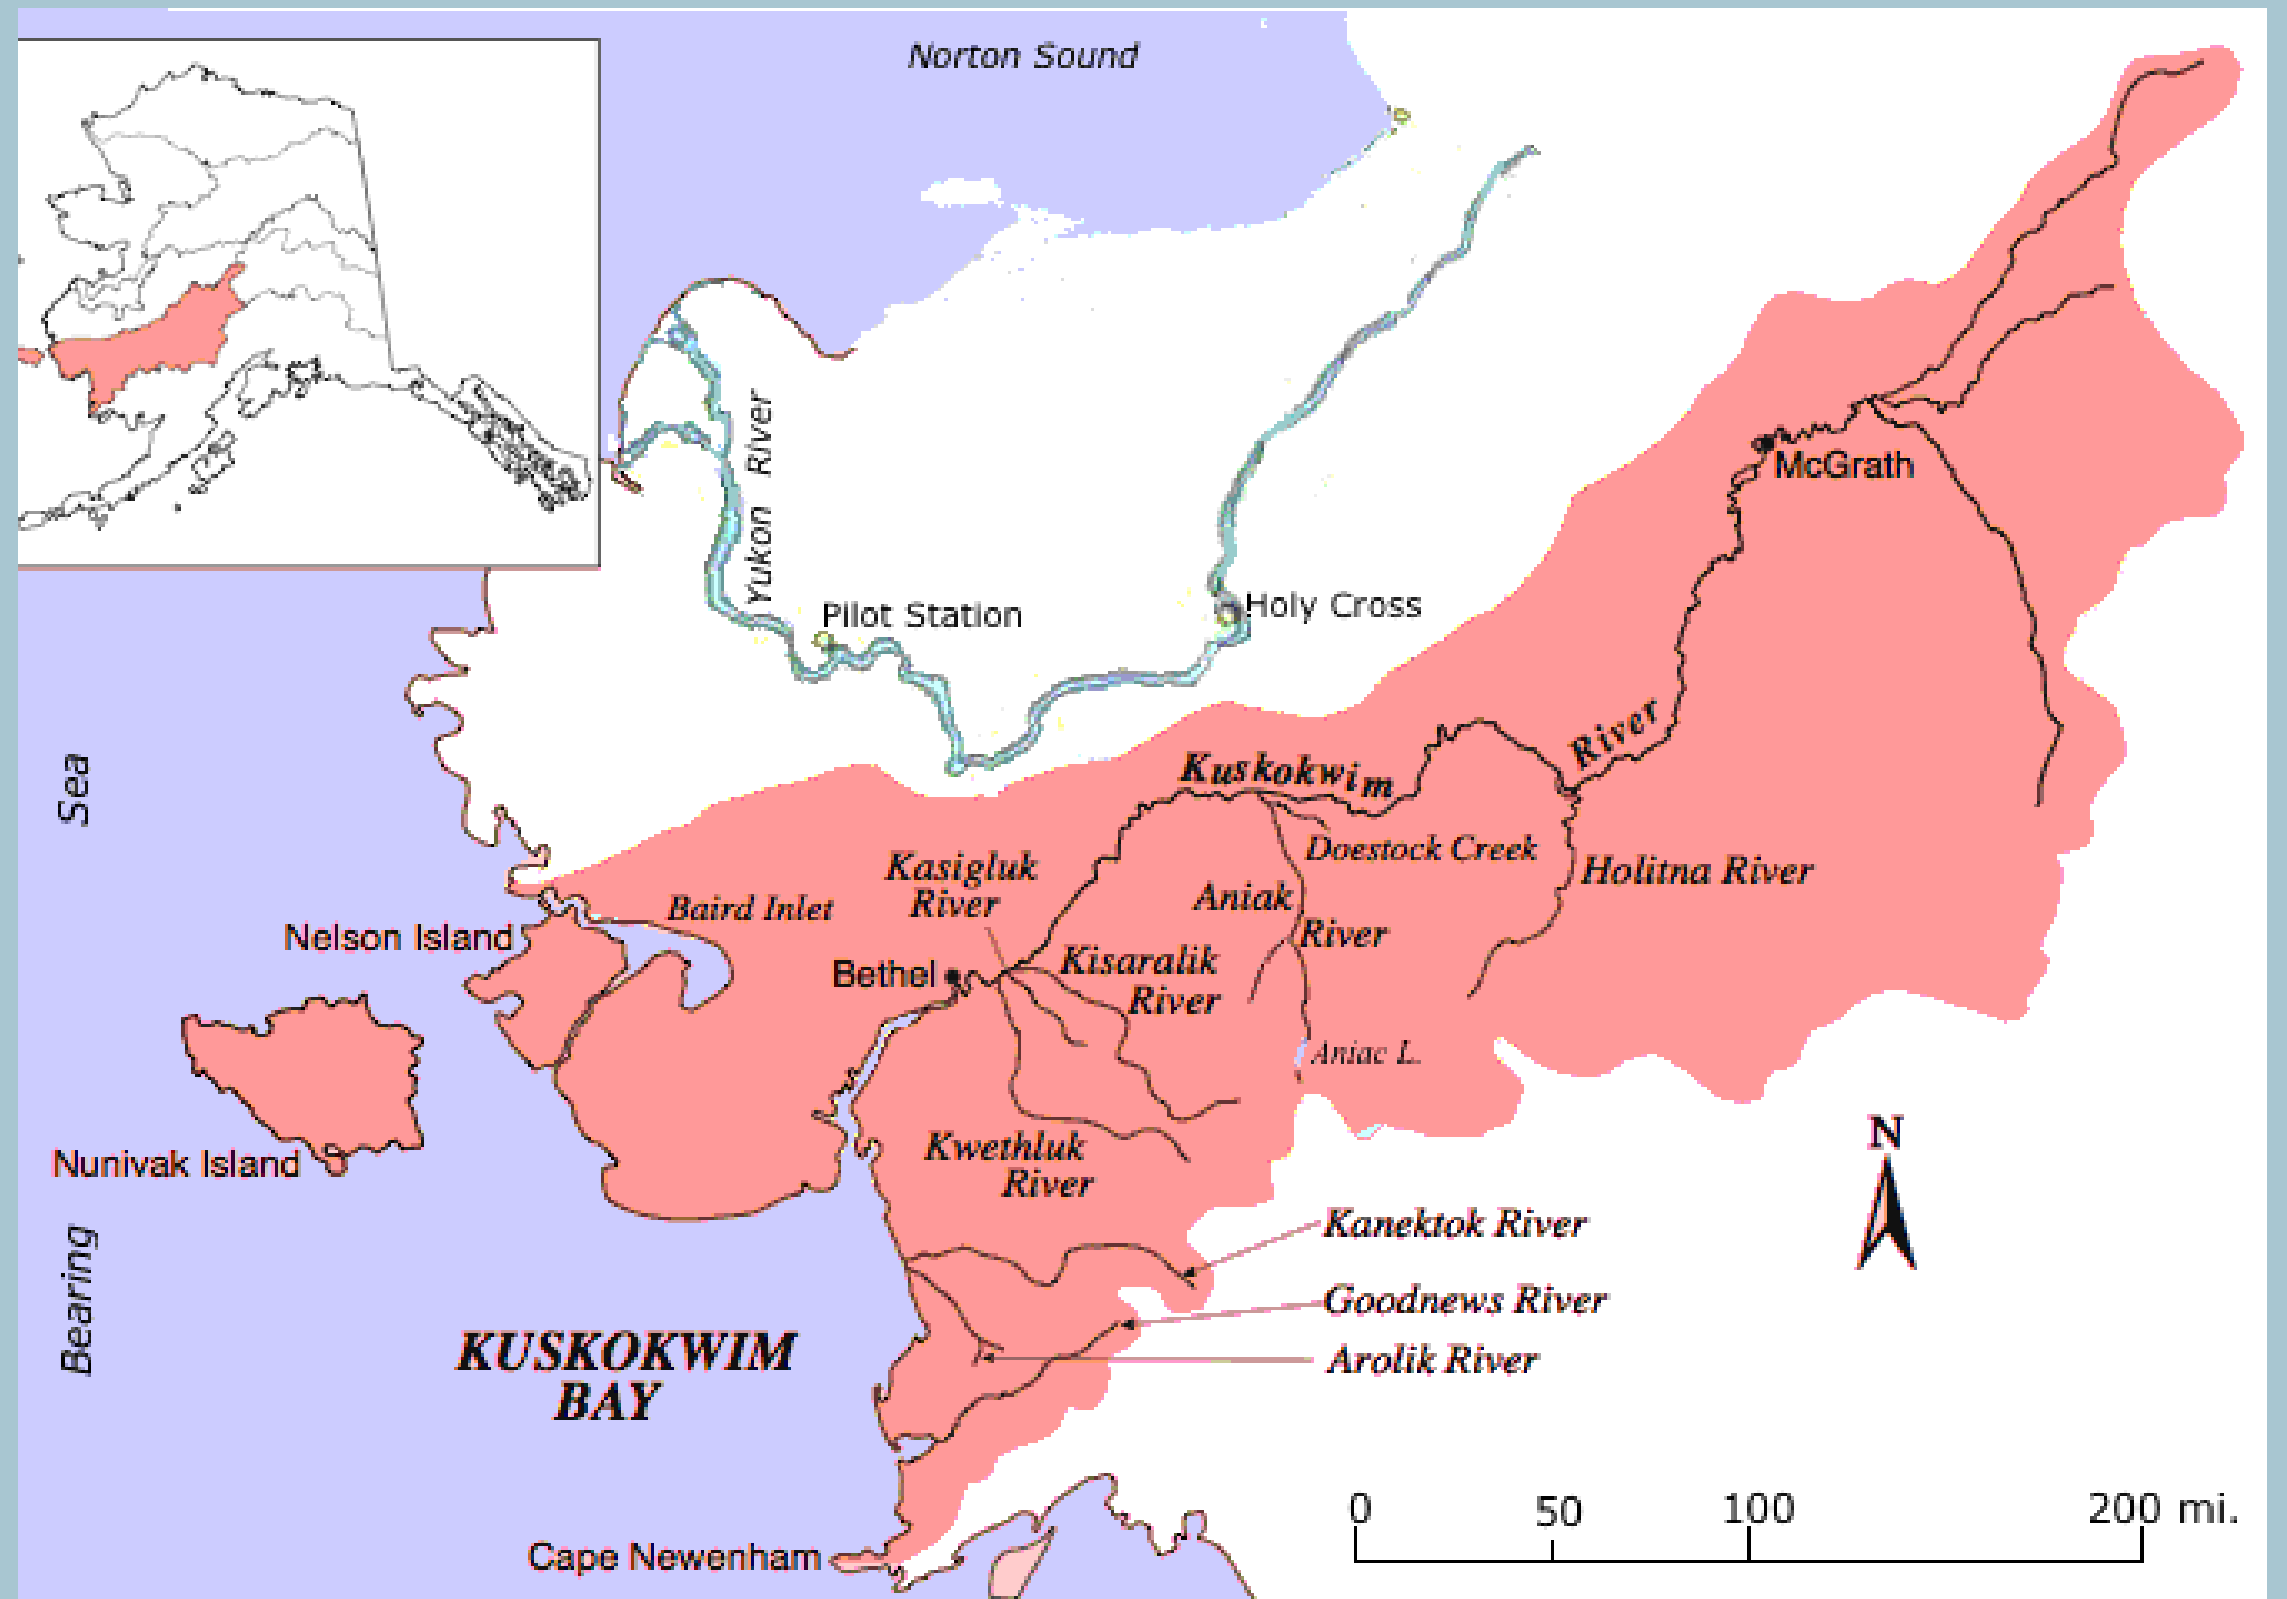 Norton Sound
Yukon River
Pilot Station
Holy Cross
McGrath
Kuskokwim River
Sea
Doestock Creek
Kasigluk
River
Holitna River
Aniak
River
Baird Inlet
Nelson Island
Kisaralik
River
Bethel
Aniac L.
N
Kwethluk
River
Nunivak Island
Kanektok River
Bearing
Goodnews River
KUSKOKWIM
BAY
Arolik River
0 50 100 200 mi.
Cape Newenham